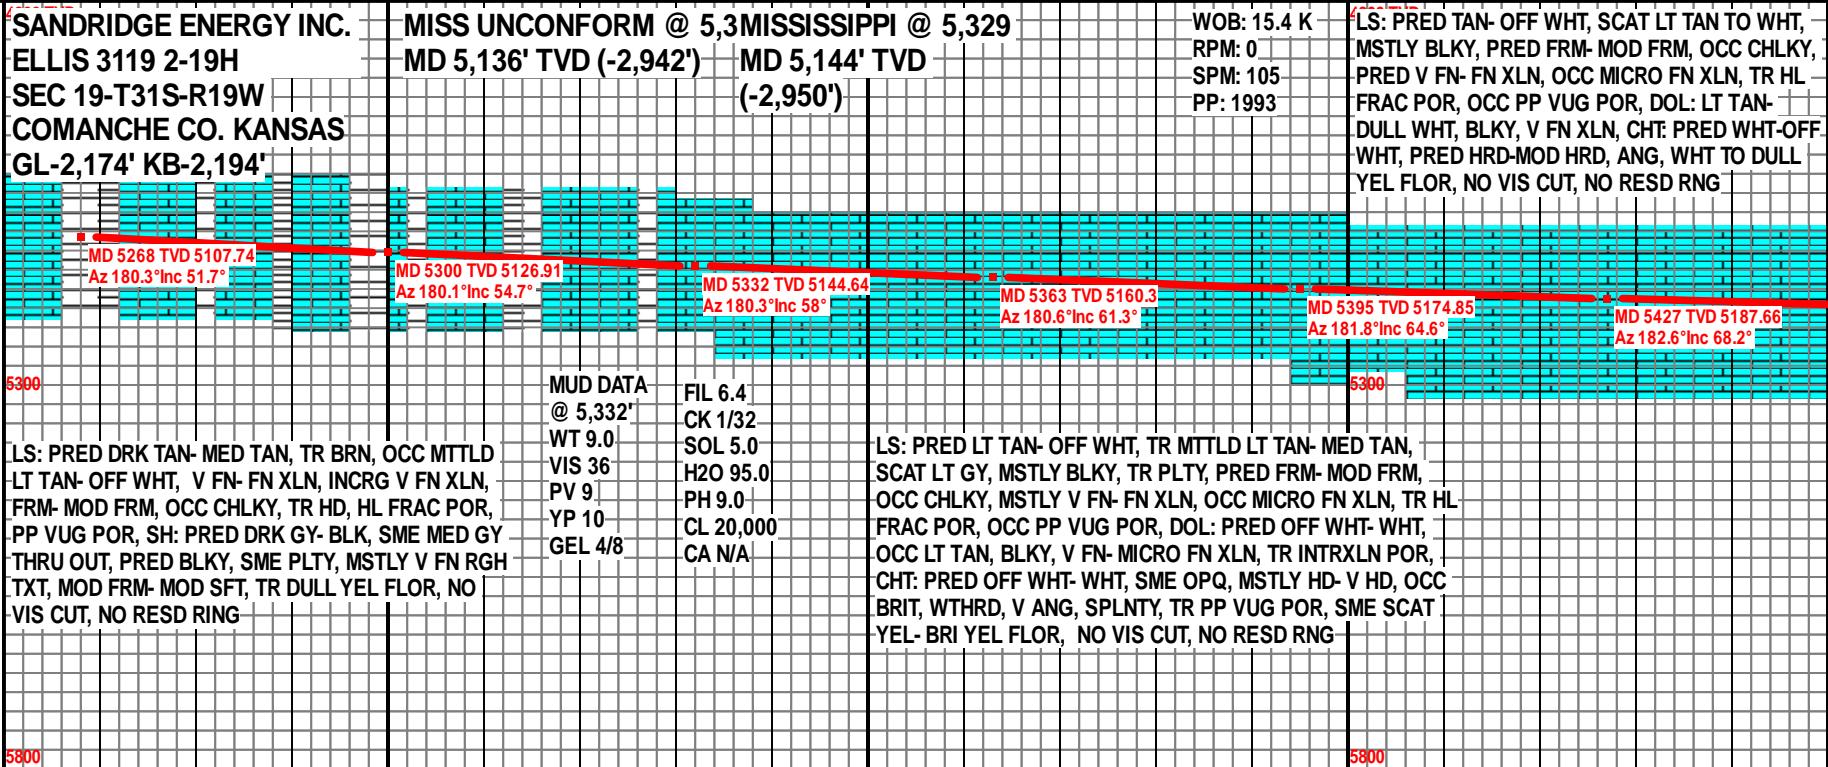 SANDRIDGE ENERGY INC.
ELLIS 3119 2-19H
SEC 19-T31S-R19W
COMANCHE CO. KANSAS
GL-2,174' KB-2,194'
MISS UNCONFORM @ 5,3
MD 5,136' TVD (-2,942')
MISSISSIPPI @ 5,329
MD 5,144' TVD
(-2,950')
WOB: 15.4 K
RPM: 0
SPM: 105
PP: 1993
LS: PRED TAN- OFF WHT, SCAT LT TAN TO WHT,
MSTLY BLKY, PRED FRM- MOD FRM, OCC CHLKY,
PRED V FN- FN XLN, OCC MICRO FN XLN, TR HL
FRAC POR, OCC PP VUG POR, DOL: LT TAN-
DULL WHT, BLKY, V FN XLN, CHT: PRED WHT-OFF
WHT, PRED HRD-MOD HRD, ANG, WHT TO DULL
YEL FLOR, NO VIS CUT, NO RESD RNG
MD 5268 TVD 5107.74
Az 180.3°Inc 51.7°
MD 5300 TVD 5126.91
Az 180.1°Inc 54.7°
MD 5332 TVD 5144.64
Az 180.3°Inc 58°
MD 5363 TVD 5160.3
Az 180.6°Inc 61.3°
MD 5395 TVD 5174.85
Az 181.8°Inc 64.6°
MD 5427 TVD 5187.66
Az 182.6°Inc 68.2°
5300
5300
LS: PRED DRK TAN- MED TAN, TR BRN, OCC MTTLD
LT TAN- OFF WHT, V FN- FN XLN, INCRG V FN XLN,
FRM- MOD FRM, OCC CHLKY, TR HD, HL FRAC POR,
PP VUG POR, SH: PRED DRK GY- BLK, SME MED GY
THRU OUT, PRED BLKY, SME PLTY, MSTLY V FN RGH
TXT, MOD FRM- MOD SFT, TR DULL YEL FLOR, NO
VIS CUT, NO RESD RING
MUD DATA
@ 5,332'
WT 9.0
VIS 36
PV 9
YP 10
GEL 4/8
FIL 6.4
CK 1/32
SOL 5.0
H2O 95.0
PH 9.0
CL 20,000
CA N/A
LS: PRED LT TAN- OFF WHT, TR MTTLD LT TAN- MED TAN,
SCAT LT GY, MSTLY BLKY, TR PLTY, PRED FRM- MOD FRM,
OCC CHLKY, MSTLY V FN- FN XLN, OCC MICRO FN XLN, TR HL
FRAC POR, OCC PP VUG POR, DOL: PRED OFF WHT- WHT,
OCC LT TAN, BLKY, V FN- MICRO FN XLN, TR INTRXLN POR,
CHT: PRED OFF WHT- WHT, SME OPQ, MSTLY HD- V HD, OCC
BRIT, WTHRD, V ANG, SPLNTY, TR PP VUG POR, SME SCAT
YEL- BRI YEL FLOR, NO VIS CUT, NO RESD RNG
5800
5800